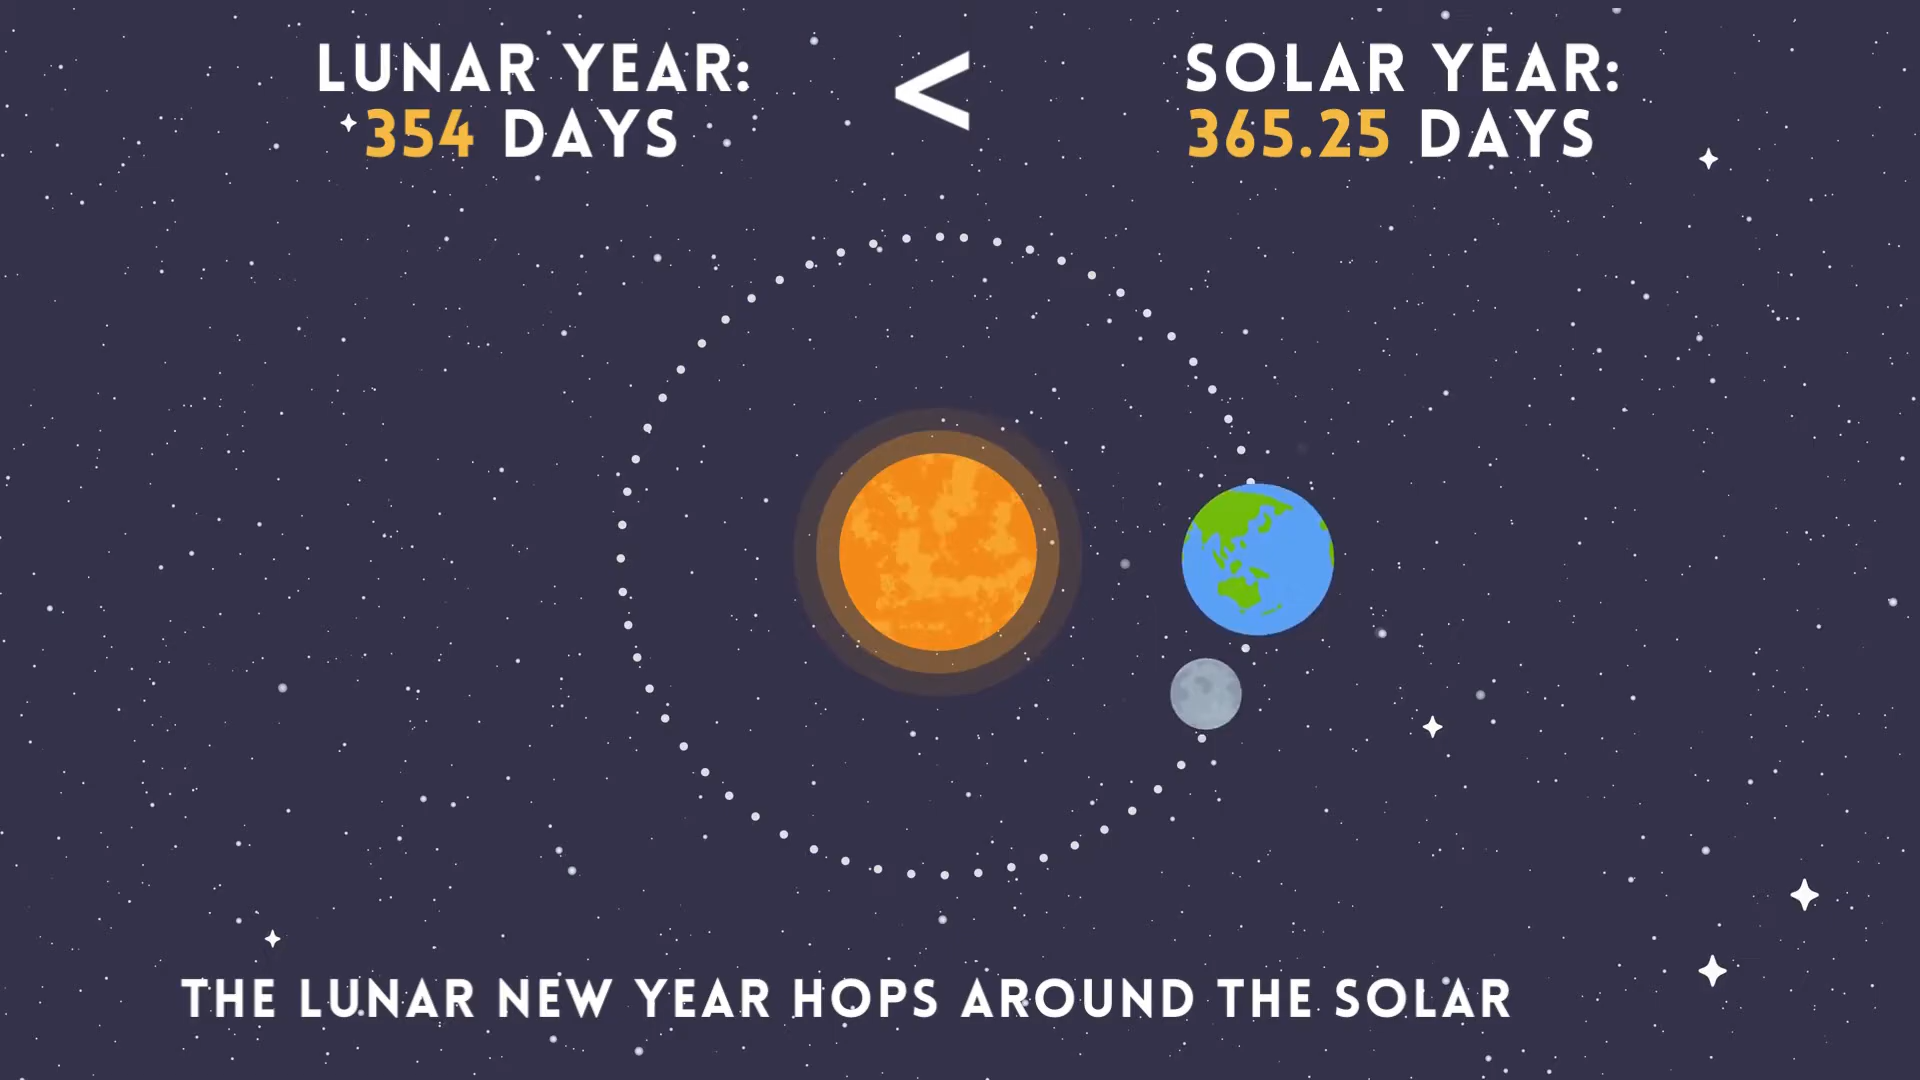 LUNAR YEAR:
354 DAYS
<
SOLAR YEAR:
365.25 DAYS
THE LUNAR NEW YEAR HOPS AROUND THE SOLAR